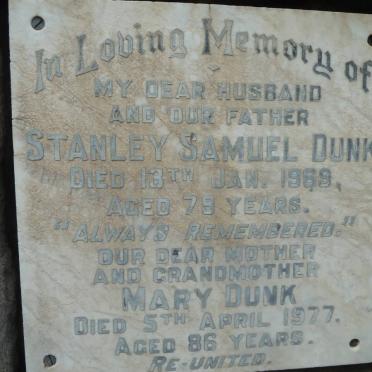 In Loving Memory of
MY DEAR HUSBAND
AND OUR FATHER
STANLEY SAMUEL DUNK
DIED 13TH JAN. 1969,
AGED 79 YEARS.
"ALWAYS REMEMBERED."
OUR DEAR MOTHER
AND GRANDMOTHER
MARY DUNK
DIED 5TH APRIL 1977.
AGED 86 YEARS.
RE-UNITED.